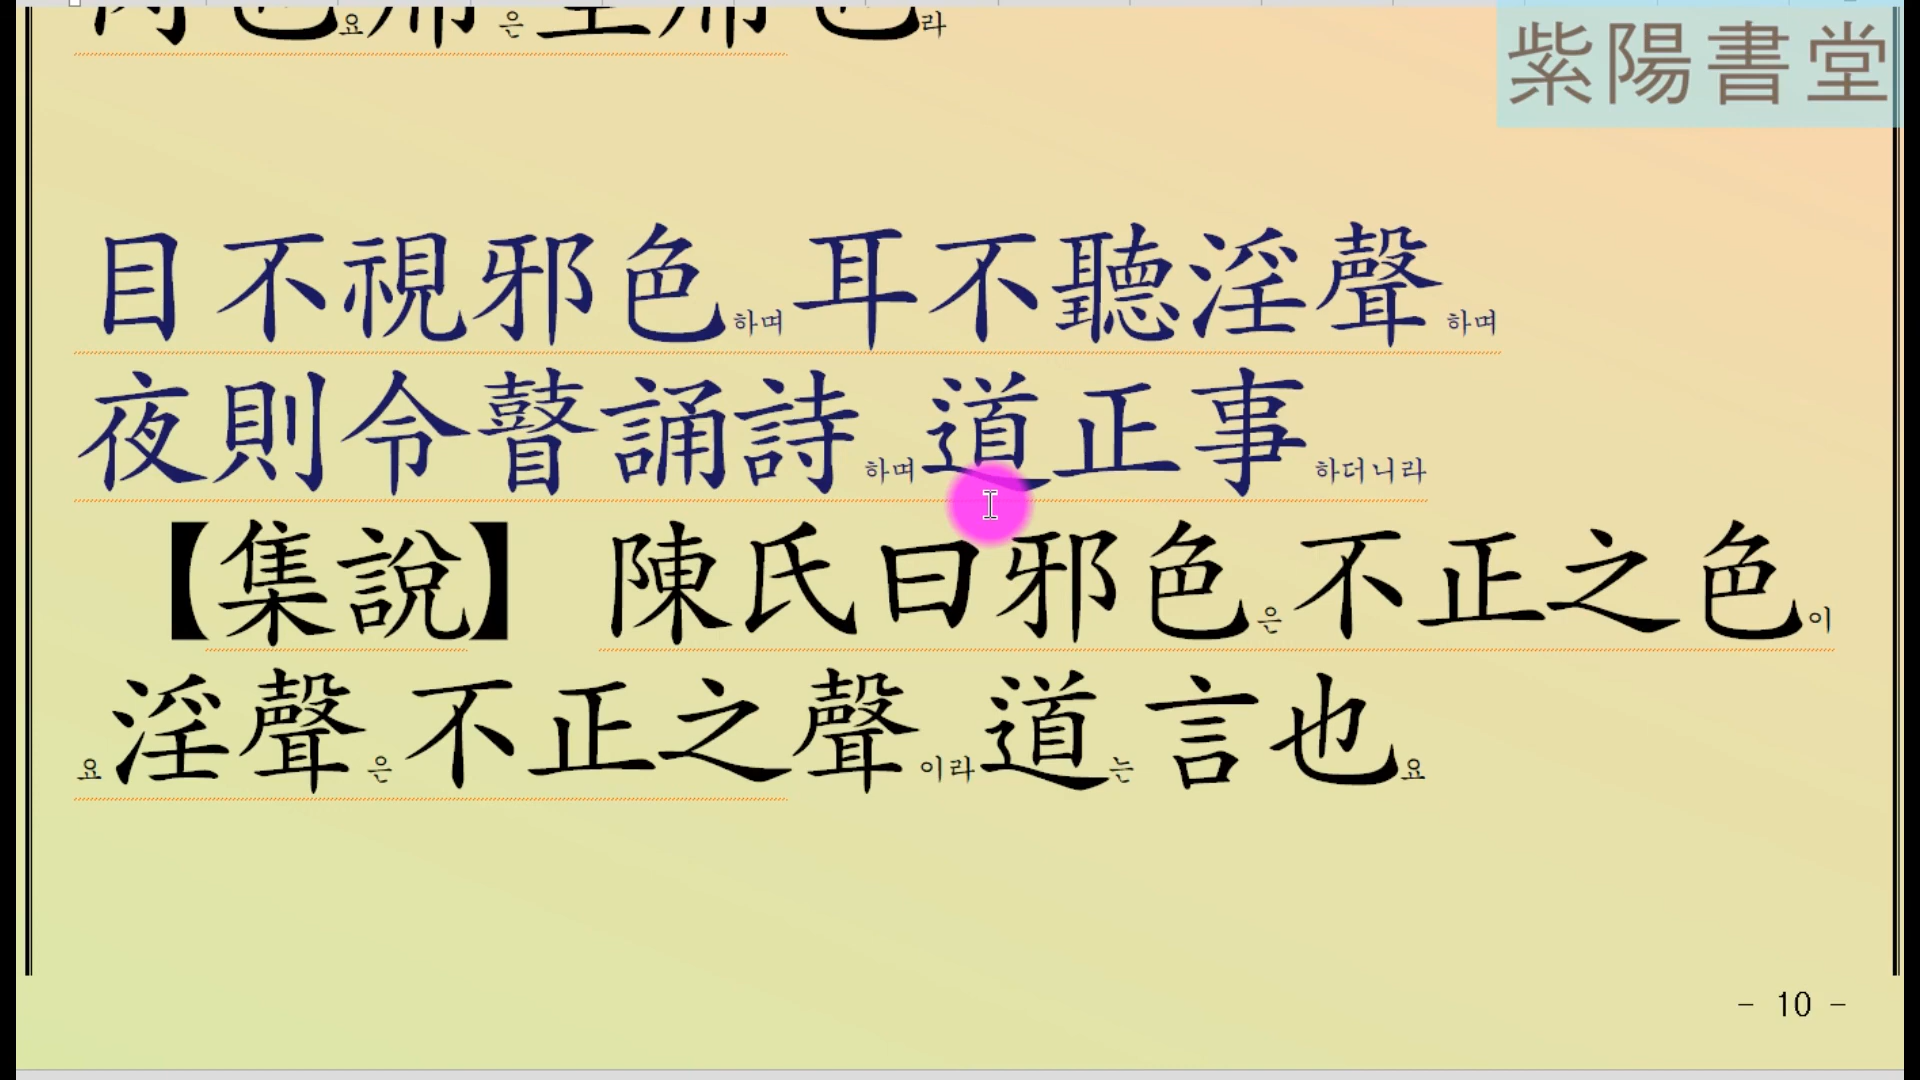 요 은 라
紫陽書堂
目不視邪色하며耳不聽淫聲하며
夜則令瞽誦詩하며道正事하더니라
【集說】 陳氏曰邪色은不正之色이
요淫聲은不正之聲이라道는言也요
- 10 -